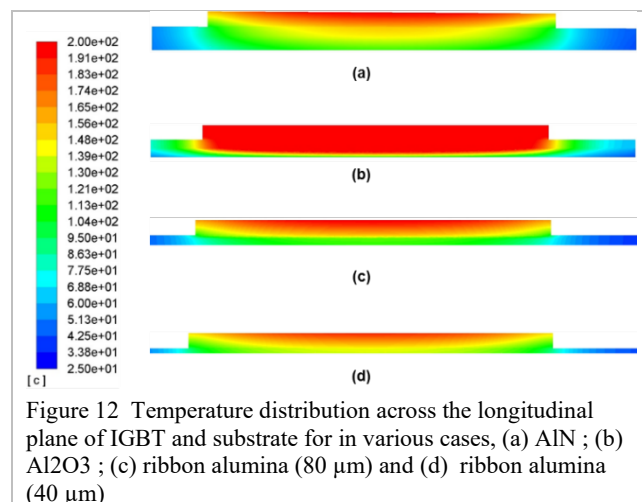 2.00e+02
1.91e+02
1.83e+02
1.74e+02
1.65e+02
1.56e+02
1.48e+02
1.39e+02
1.30e+02
1.21e+02
1.13e+02
1.04e+02
9.50e+01
8.63e+01
7.75e+01
6.88e+01
6.00e+01
5.13e+01
4.25e+01
3.38e+01
2.50e+01
[c]
(a)
(b)
(c)
(d)
Figure 12 Temperature distribution across the longitudinal
plane of IGBT and substrate for in various cases, (a) AlN ; (b)
Al2O3 ; (c) ribbon alumina (80 µm) and (d) ribbon alumina
(40 µm)